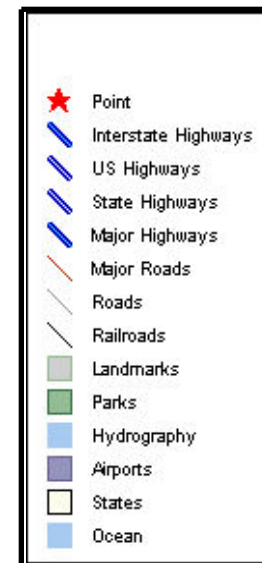 Point
Interstate Highways
US Highways
State Highways
Major Highways
Major Roads
Roads
Railroads
Landmarks
Parks
Hydrography
Airports
States
Ocean